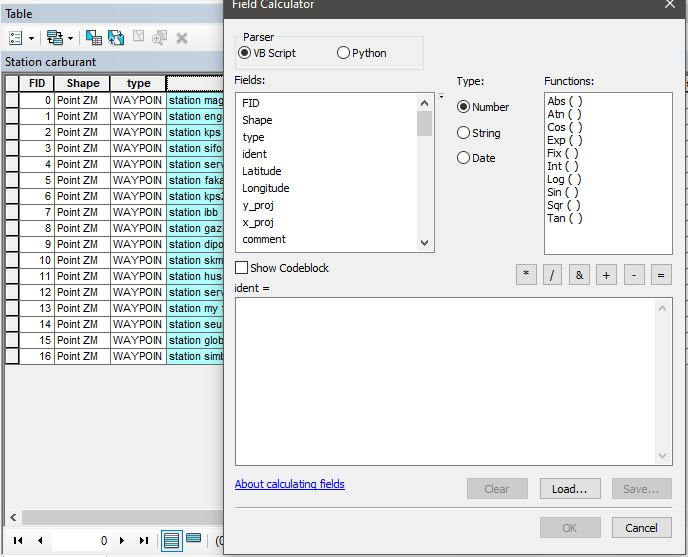 Field Calculator
Table
Station carburant
FID Shape type
0 Point ZM WAYPOIN station mag
1 Point ZM WAYPOIN station eng
2 Point ZM WAYPOIN station kps
3 Point ZM WAYPOIN station sifo
4 Point ZM WAYPOIN station serv
5 Point ZM WAYPOIN station faka
6 Point ZM WAYPOIN station kps2
7 Point ZM WAYPOIN station ibb
8 Point ZM WAYPOIN station gaz
9 Point ZM WAYPOIN station dipo
10 Point ZM WAYPOIN station skm
11 Point ZM WAYPOIN station hus
12 Point ZM WAYPOIN station serv
13 Point ZM WAYPOIN station my
14 Point ZM WAYPOIN station seu
15 Point ZM WAYPOIN station glob
16 Point ZM WAYPOIN station sim
0
Parser
VB Script Python
Fields:
FID
Shape
type
ident
Latitude
Longitude
y_proj
x_proj
comment
Type:
Number
String
Date
Functions:
Abs ( )
Atn ( )
Cos ( )
Exp ( )
Fix ( )
Int ( )
Log ( )
Sin ( )
Sqr ( )
Tan ( )
Show Codeblock
* / & + - =
ident =
About calculating fields
Clear Load... Save...
OK Cancel